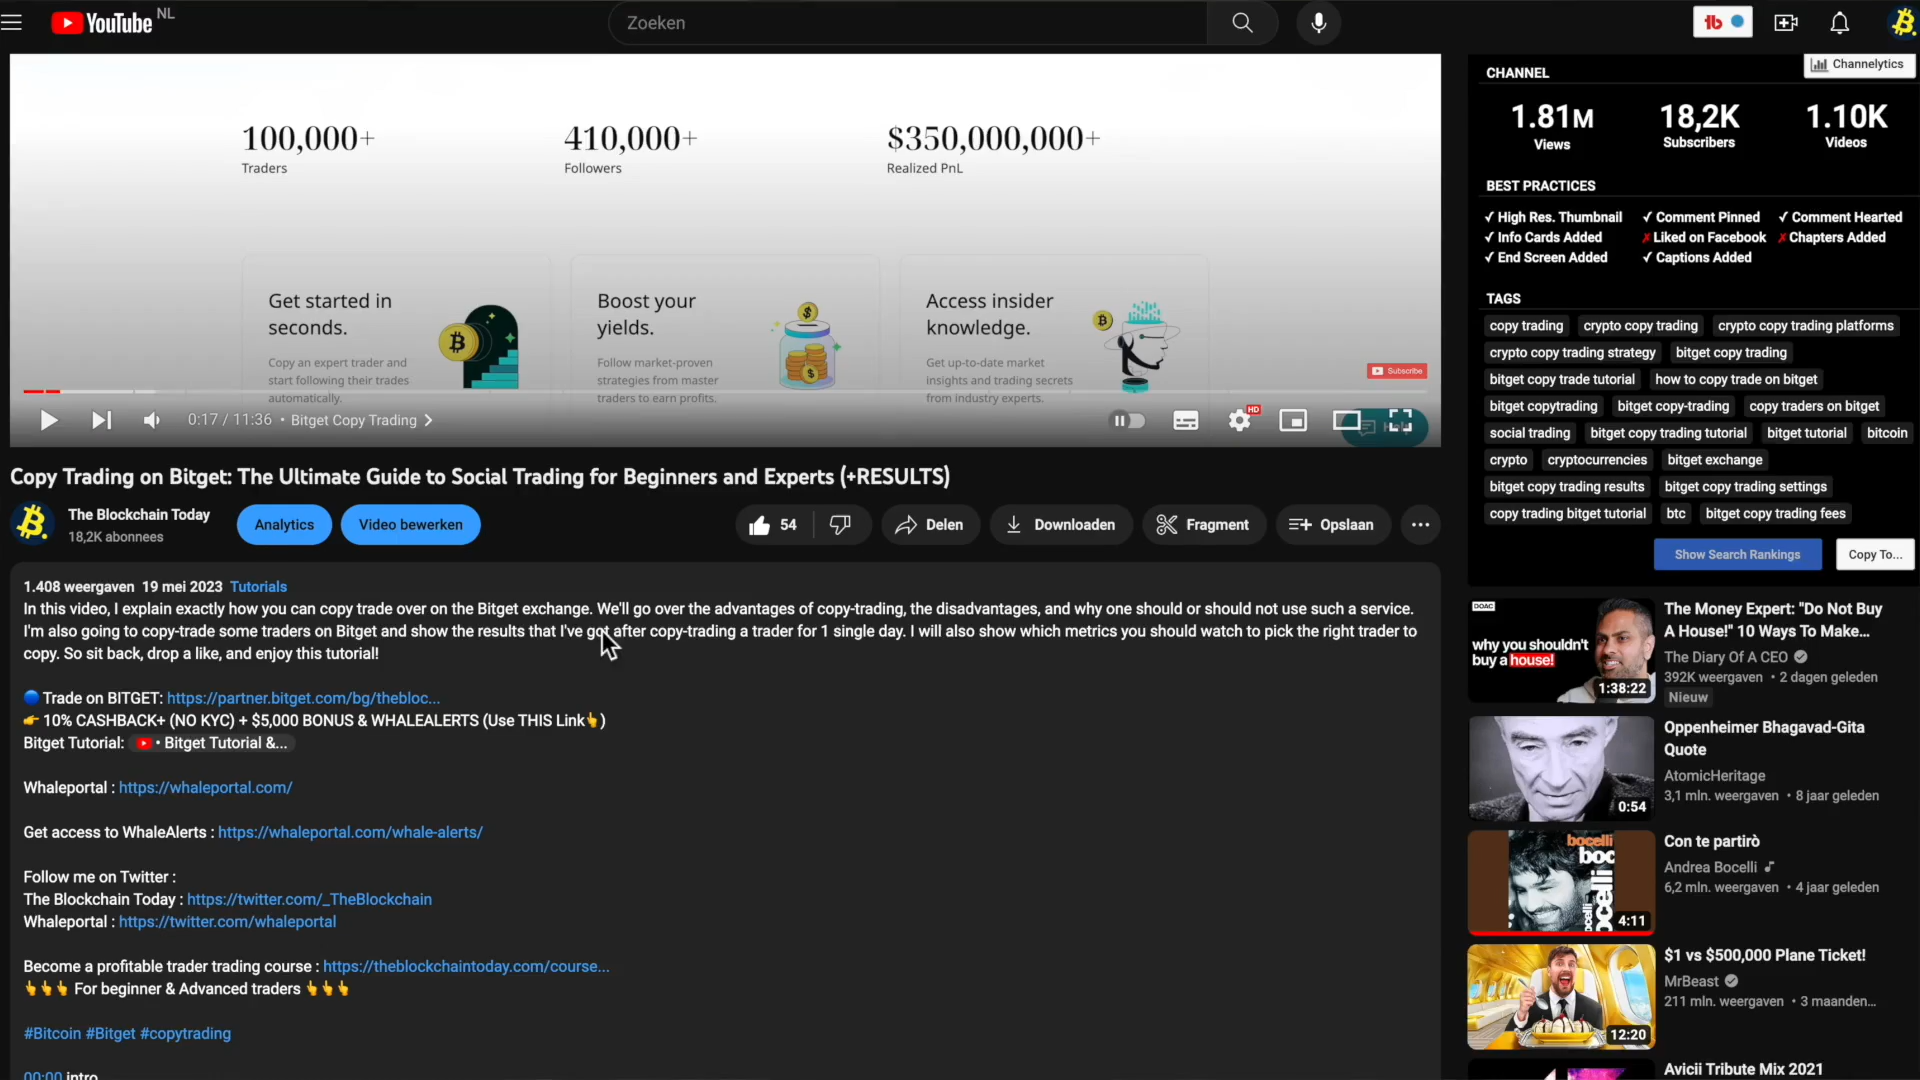 YouTube NL
Zoeken
100,000+
Traders
410,000+
Followers
$350,000,000+
Realized PnL
Get started in
seconds.
Copy an expert trader and
start following their trades
automatically.
Boost your
yields.
Follow market-proven
strategies from master
traders to earn profits.
Access insider
knowledge.
Get up-to-date market
insights and trading secrets
from industry experts.
Subscribe
0:17 / 11:36 • Bitget Copy Trading
HD
Copy Trading on Bitget: The Ultimate Guide to Social Trading for Beginners and Experts (+RESULTS)
The Blockchain Today
18,2K abonnees
Analytics
Video bewerken
54
Delen
Downloaden
Fragment
Opslaan
1.408 weergaven 19 mei 2023 Tutorials
In this video, I explain exactly how you can copy trade over on the Bitget exchange. We'll go over the advantages of copy-trading, the disadvantages, and why one should or should not use such a service.
I'm also going to copy-trade some traders on Bitget and show the results that I've got after copy-trading a trader for 1 single day. I will also show which metrics you should watch to pick the right trader to
copy. So sit back, drop a like, and enjoy this tutorial!
🔵 Trade on BITGET: https://partner.bitget.com/bg/thebloc...
👉 10% CASHBACK+ (NO KYC) + $5,000 BONUS & WHALEALERTS (Use THIS Link👆)
Bitget Tutorial: • Bitget Tutorial &...
Whaleportal : https://whaleportal.com/
Get access to WhaleAlerts : https://whaleportal.com/whale-alerts/
Follow me on Twitter :
The Blockchain Today : https://twitter.com/_TheBlockchain
Whaleportal : https://twitter.com/whaleportal
Become a profitable trader trading course : https://theblockchaintoday.com/course...
👆👆👆 For beginner & Advanced traders 👆👆👆
#Bitcoin #Bitget #copytrading
00:00 intro
CHANNEL
Channelytics
1.81M
Views
18,2K
Subscribers
1.10K
Videos
BEST PRACTICES
✓ High Res. Thumbnail ✓ Comment Pinned ✓ Comment Hearted
✓ Info Cards Added ✗ Liked on Facebook ✗ Chapters Added
✓ End Screen Added ✓ Captions Added
TAGS
copy trading crypto copy trading crypto copy trading platforms
crypto copy trading strategy bitget copy trading
bitget copy trade tutorial how to copy trade on bitget
bitget copytrading bitget copy-trading copy traders on bitget
social trading bitget copy trading tutorial bitget tutorial bitcoin
crypto cryptocurrencies bitget exchange
bitget copy trading results bitget copy trading settings
copy trading bitget tutorial btc bitget copy trading fees
Show Search Rankings
Copy To...
DOAC
why you shouldn't
buy a house!
1:38:22
The Money Expert: "Do Not Buy
A House!" 10 Ways To Make...
The Diary Of A CEO
392K weergaven • 2 dagen geleden
Nieuw
0:54
Oppenheimer Bhagavad-Gita
Quote
AtomicHeritage
3,1 mln. weergaven • 8 jaar geleden
bocelli
4:11
Con te partirò
Andrea Bocelli
6,2 mln. weergaven • 4 jaar geleden
12:20
$1 vs $500,000 Plane Ticket!
MrBeast
211 mln. weergaven • 3 maanden...
Avicii Tribute Mix 2021